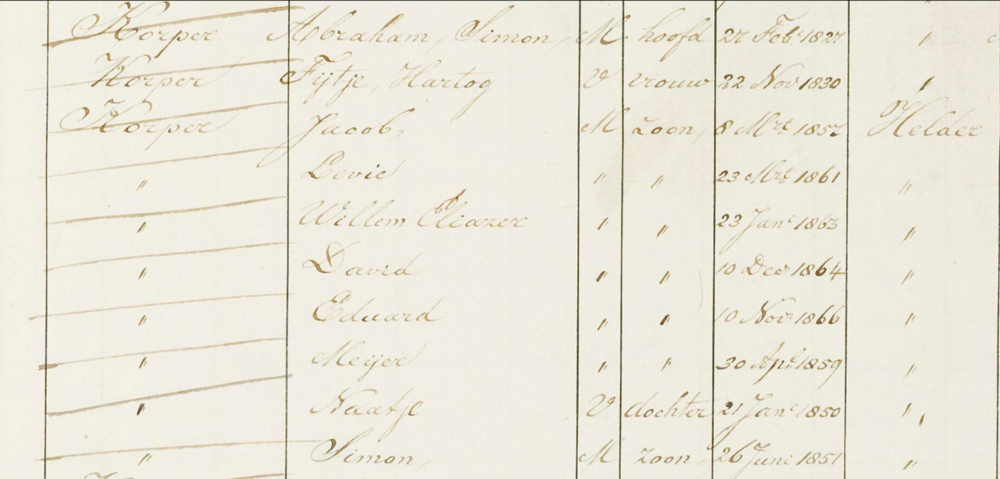 Korper Abraham, Simon, M hoofd 27 Feb 1827 "
Korper Fijtje, Hartog V vrouw 22 Nov 1830 "
Korper Jacob, M zoon, 8 Mrt 1857 Helder
" Levie " " 23 Mrt 1861 "
" Willem Eliazer " " 23 Jan 1863 "
" David " " 10 Dec 1864 "
" Eduard " " 10 Nov 1866 "
" Meijer " " 30 Apl 1859 "
" Naatje V dochter 21 Jan 1850 "
" Simon, M zoon, 26 Juni 1851 "